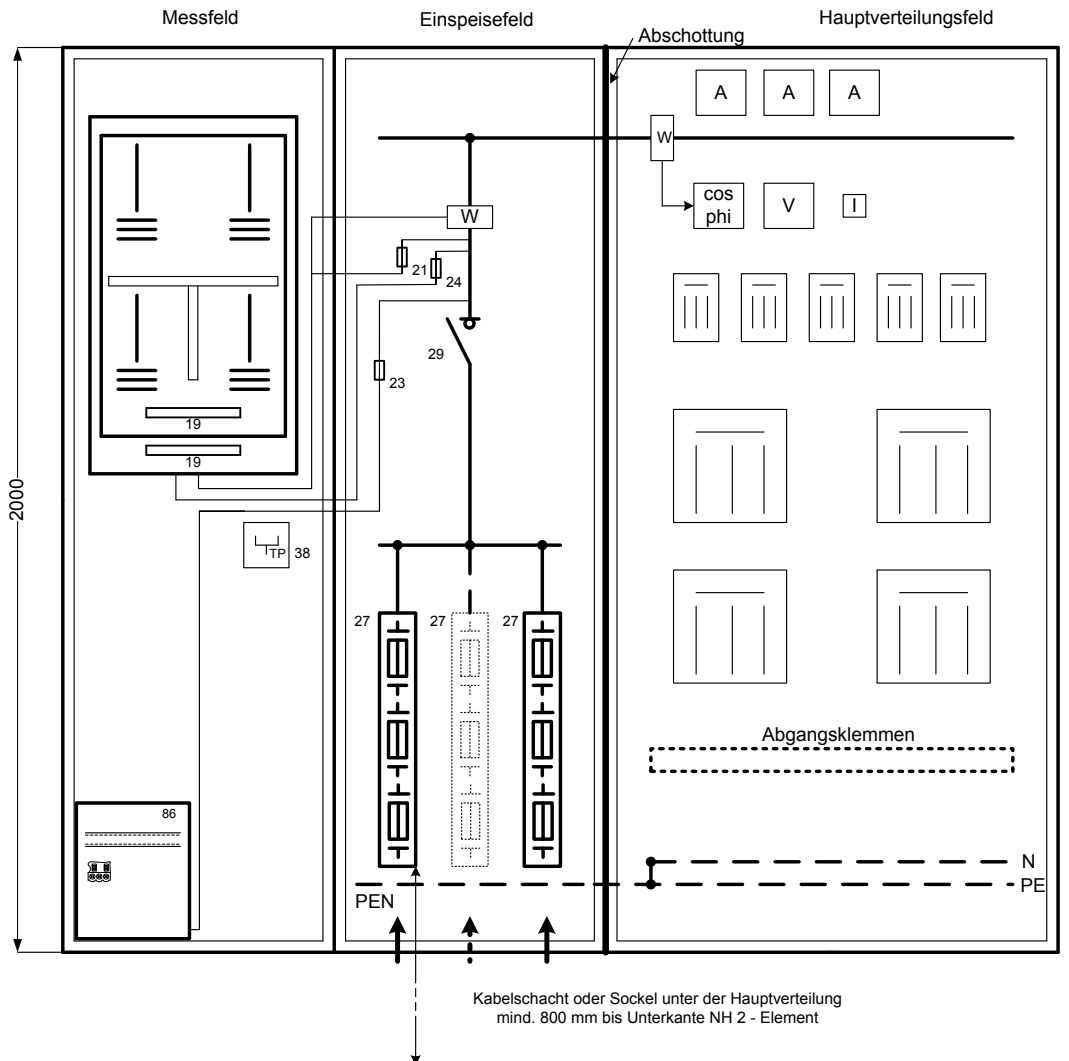 Messfeld
Einspeisefeld
Hauptverteilungsfeld
Abschottung
A
A
A
W
cos
phi
V
I
W
21
24
29
23
19
19
2000
TP
38
27
27
27
Abgangsklemmen
86
N
PE
PEN
Kabelschacht oder Sockel unter der Hauptverteilung
mind. 800 mm bis Unterkante NH 2 - Element